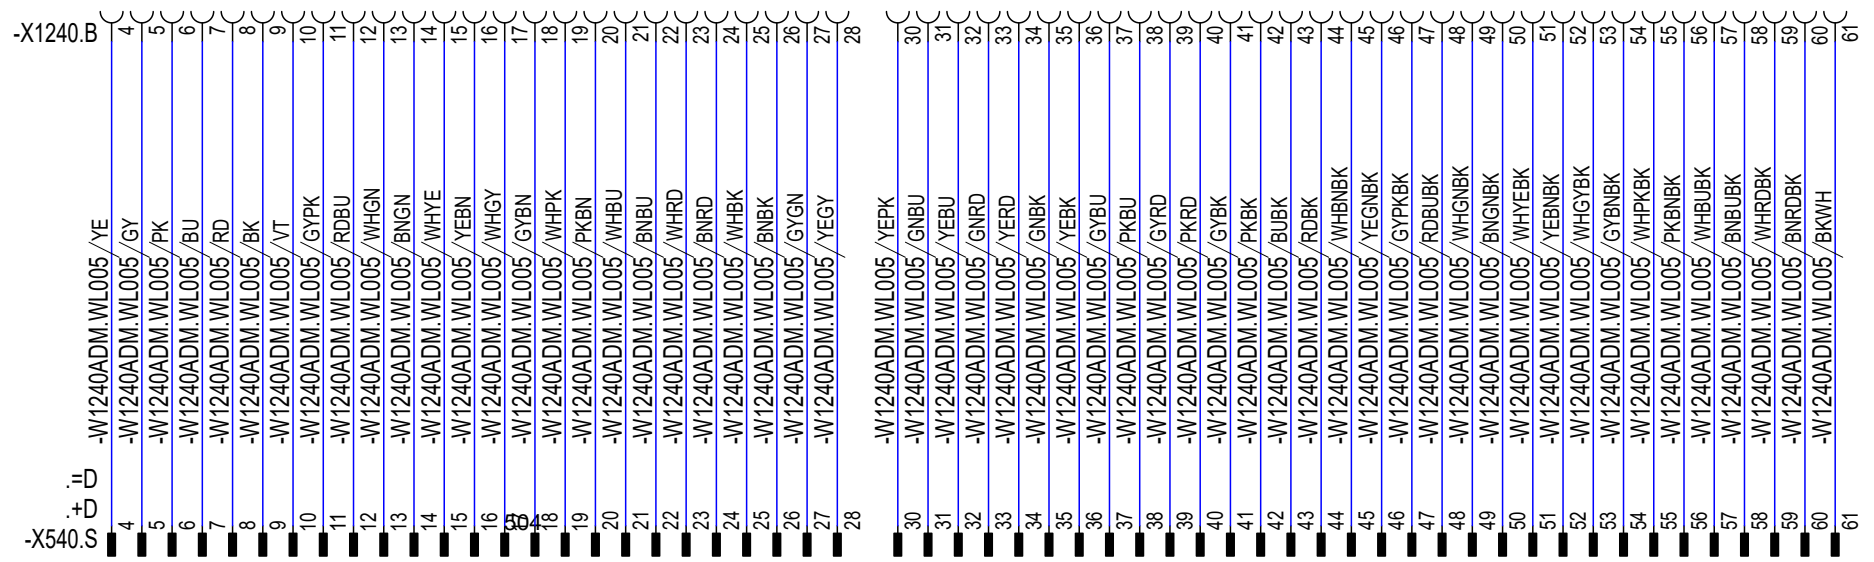 -X1240.B
4 5 6 7 8 9 10 11 12 13 14 15 16 17 18 19 20 21 22 23 24 25 26 27 28 30 31 32 33 34 35 36 37 38 39 40 41 42 43 44 45 46 47 48 49 50 51 52 53 54 55 56 57 58 59 60 61
-W1240ADM.WL005 YE
-W1240ADM.WL005 GY
-W1240ADM.WL005 PK
-W1240ADM.WL005 BU
-W1240ADM.WL005 RD
-W1240ADM.WL005 BK
-W1240ADM.WL005 VT
-W1240ADM.WL005 GYPK
-W1240ADM.WL005 RDBU
-W1240ADM.WL005 WHGN
-W1240ADM.WL005 BNGN
-W1240ADM.WL005 WHYE
-W1240ADM.WL005 YEBN
-W1240ADM.WL005 WHGY
-W1240ADM.WL005 GYBN
-W1240ADM.WL005 WHPK
-W1240ADM.WL005 PKBN
-W1240ADM.WL005 WHBU
-W1240ADM.WL005 BNBU
-W1240ADM.WL005 WHRD
-W1240ADM.WL005 BNRD
-W1240ADM.WL005 WHBK
-W1240ADM.WL005 BNBK
-W1240ADM.WL005 GYGN
-W1240ADM.WL005 YEGY
-W1240ADM.WL005 YEPK
-W1240ADM.WL005 GNBU
-W1240ADM.WL005 YEBU
-W1240ADM.WL005 GNRD
-W1240ADM.WL005 YERD
-W1240ADM.WL005 GNBK
-W1240ADM.WL005 YEBK
-W1240ADM.WL005 GYBU
-W1240ADM.WL005 PKBU
-W1240ADM.WL005 GYRD
-W1240ADM.WL005 PKRD
-W1240ADM.WL005 GYBK
-W1240ADM.WL005 PKBK
-W1240ADM.WL005 BUBK
-W1240ADM.WL005 RDBK
-W1240ADM.WL005 WHBNBK
-W1240ADM.WL005 YEGNBK
-W1240ADM.WL005 GYPKBK
-W1240ADM.WL005 RDBUBK
-W1240ADM.WL005 WHGNBK
-W1240ADM.WL005 BNGNBK
-W1240ADM.WL005 WHYEBK
-W1240ADM.WL005 YEBNBK
-W1240ADM.WL005 WHGYBK
-W1240ADM.WL005 GYBNBK
-W1240ADM.WL005 WHPKBK
-W1240ADM.WL005 PKBNBK
-W1240ADM.WL005 WHBUBK
-W1240ADM.WL005 BNBUBK
-W1240ADM.WL005 WHRDBK
-W1240ADM.WL005 BNRDBK
-W1240ADM.WL005 BKWH
.=D
.+D
-X540.S
4 5 6 7 8 9 10 11 12 13 14 15 16 504 18 19 20 21 22 23 24 25 26 27 28 30 31 32 33 34 35 36 37 38 39 40 41 42 43 44 45 46 47 48 49 50 51 52 53 54 55 56 57 58 59 60 61